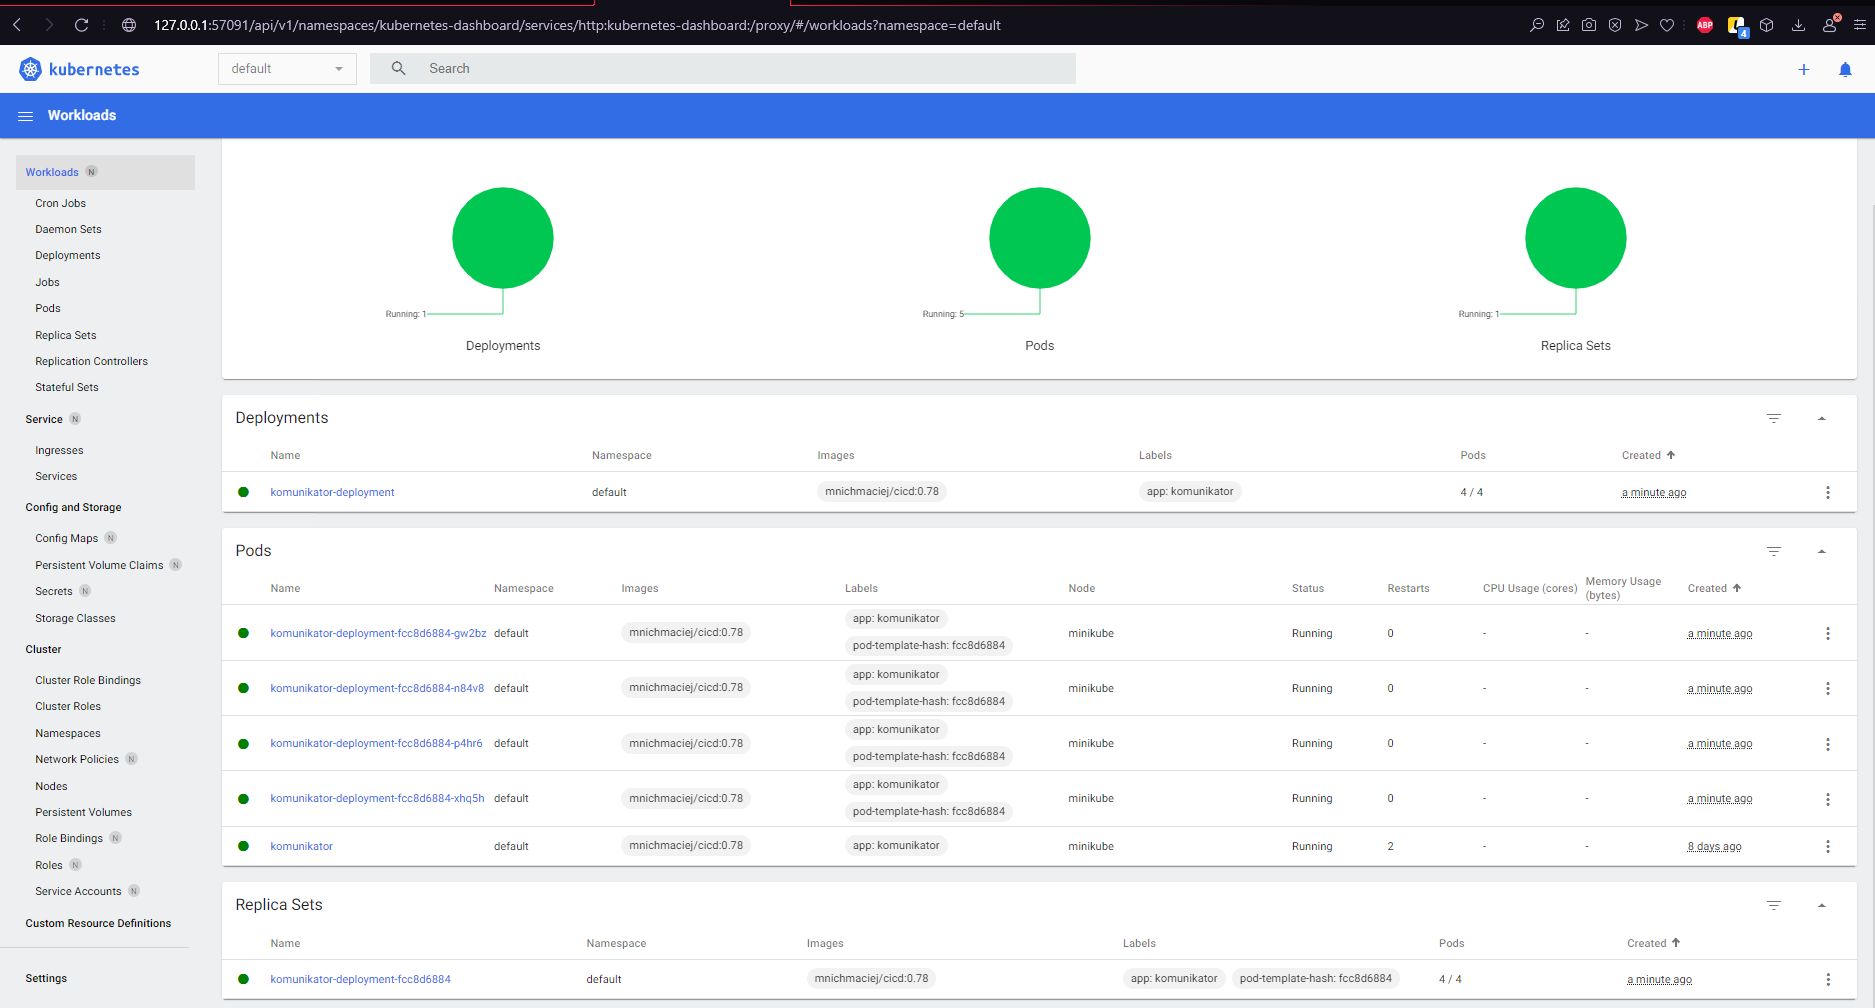 127.0.0.1:57091/api/v1/namespaces/kubernetes-dashboard/services/http:kubernetes-dashboard:/proxy/#/workloads?namespace=default
ABP
4
kubernetes
default
Search
Workloads
Workloads N
Cron Jobs
Daemon Sets
Deployments
Jobs
Pods
Replica Sets
Replication Controllers
Stateful Sets
Service N
Ingresses
Services
Config and Storage
Config Maps N
Persistent Volume Claims N
Secrets N
Storage Classes
Cluster
Cluster Role Bindings
Cluster Roles
Namespaces
Network Policies N
Nodes
Persistent Volumes
Role Bindings N
Roles N
Service Accounts N
Custom Resource Definitions
Settings
Running: 1
Deployments
Running: 5
Pods
Running: 1
Replica Sets
Deployments
Name Namespace Images Labels Pods Created
komunikator-deployment default mnichmaciej/cicd:0.78 app: komunikator 4 / 4 a minute ago
Pods
Name Namespace Images Labels Node Status Restarts CPU Usage (cores) Memory Usage (bytes) Created
komunikator-deployment-fcc8d6884-gw2bz default mnichmaciej/cicd:0.78 app: komunikator pod-template-hash: fcc8d6884 minikube Running 0 - - a minute ago
komunikator-deployment-fcc8d6884-n84v8 default mnichmaciej/cicd:0.78 app: komunikator pod-template-hash: fcc8d6884 minikube Running 0 - - a minute ago
komunikator-deployment-fcc8d6884-p4hr6 default mnichmaciej/cicd:0.78 app: komunikator pod-template-hash: fcc8d6884 minikube Running 0 - - a minute ago
komunikator-deployment-fcc8d6884-xhq5h default mnichmaciej/cicd:0.78 app: komunikator pod-template-hash: fcc8d6884 minikube Running 0 - - a minute ago
komunikator default mnichmaciej/cicd:0.78 app: komunikator minikube Running 2 - - 8 days ago
Replica Sets
Name Namespace Images Labels Pods Created
komunikator-deployment-fcc8d6884 default mnichmaciej/cicd:0.78 app: komunikator pod-template-hash: fcc8d6884 4 / 4 a minute ago